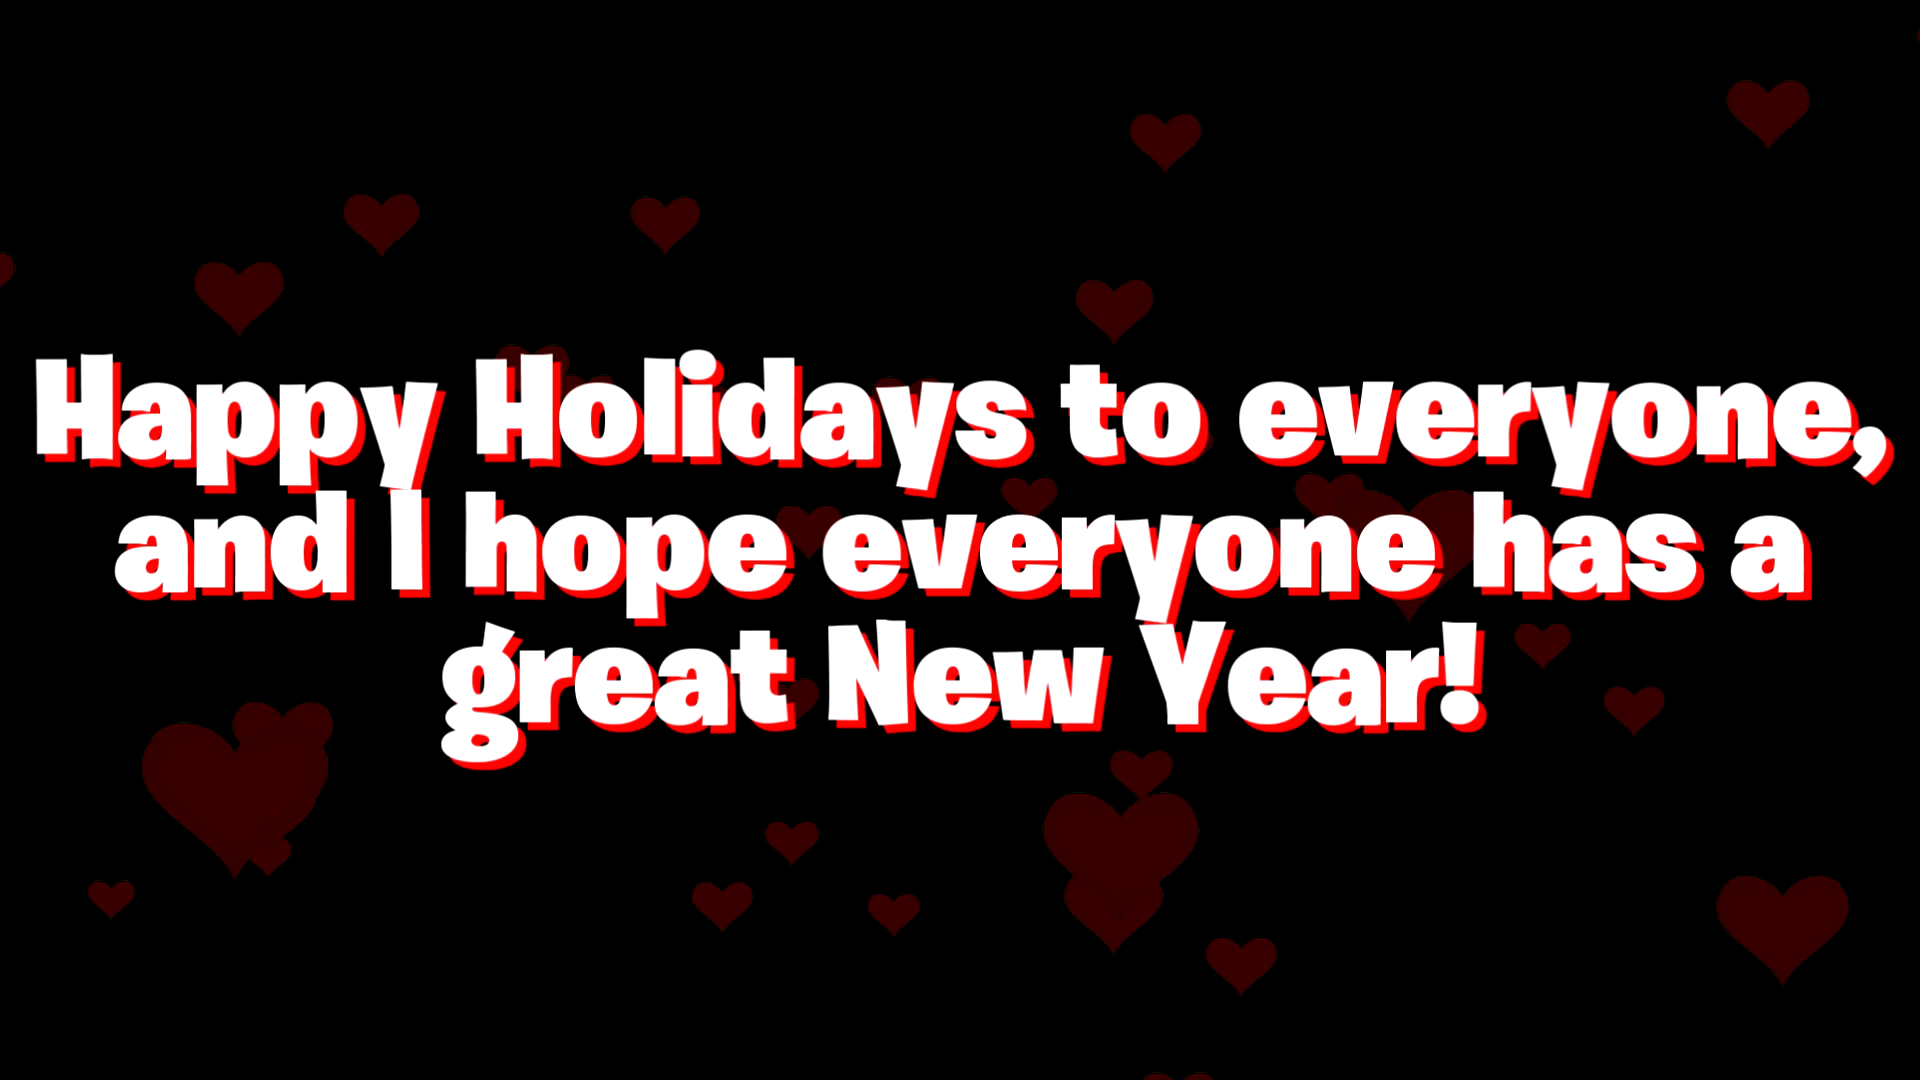 Happy Holidays to everyone,
and I hope everyone has a
great New Year!